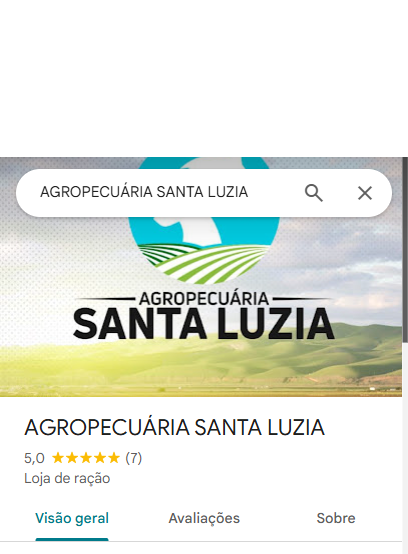 AGROPECUÁRIA SANTA LUZIA
AGROPECUÁRIA
SANTA LUZIA
AGROPECUÁRIA SANTA LUZIA
5,0 ★★★★★ (7)
Loja de ração
Visão geral Avaliações Sobre